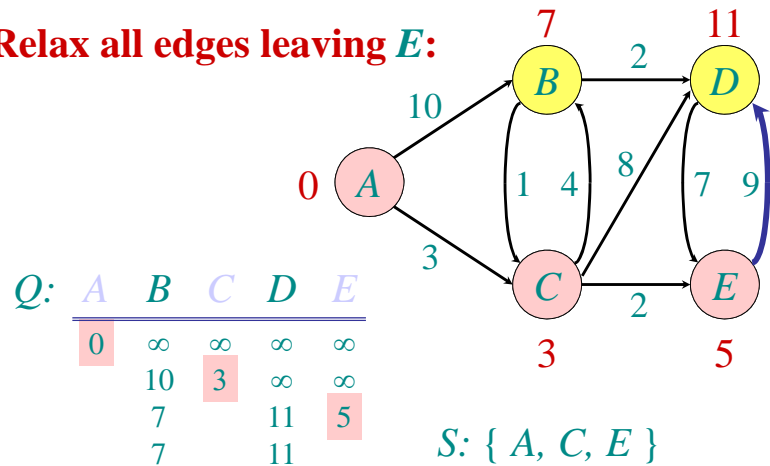 Relax all edges leaving E:
7
11
B
2
D
10
0
A
1
4
8
7
9
3
C
2
E
3
5
Q: A B C D E
0 ∞ ∞ ∞ ∞
10 3 ∞ ∞
7 11 5
7 11
S: { A, C, E }